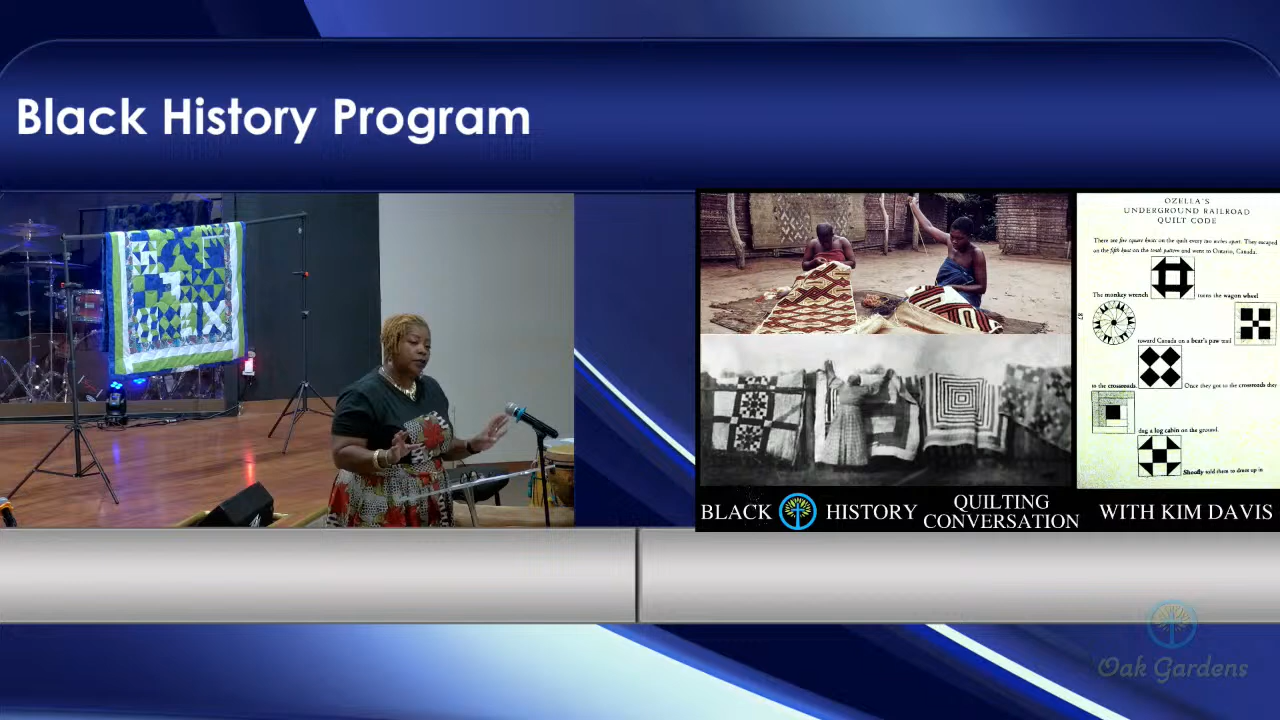 Black History Program
OZELLA'S
UNDERGROUND RAILROAD
QUILT CODE
There are five square knots on the quilt every two inches apart. They escaped
on the fifth knot on the tenth pattern and went to Ontario, Canada.
The monkey wrench turns the wagon wheel
toward Canada on a bear's paw trail
to the crossroads. Once they got to the crossroads they
dug a log cabin on the ground.
Shoofly told them to dress up in
BLACK HISTORY
QUILTING
CONVERSATION
WITH KIM DAVIS
Oak Gardens